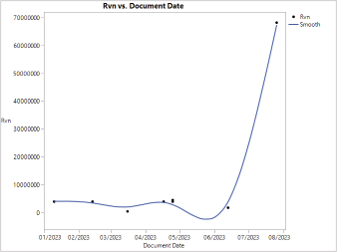 Rvn vs. Document Date
Rvn
Smooth
70000000
60000000
50000000
40000000
30000000
20000000
10000000
0
Rvn
01/2023 02/2023 03/2023 04/2023 05/2023 06/2023 07/2023 08/2023
Document Date